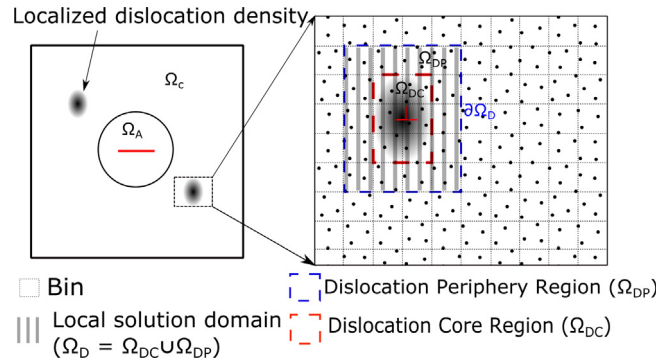 Localized dislocation density
Ω_c
Ω_A
Ω_DP
Ω_DC
∂Ω_D
Bin
Local solution domain
(Ω_D = Ω_DC∪Ω_DP)
Dislocation Periphery Region (Ω_DP)
Dislocation Core Region (Ω_DC)